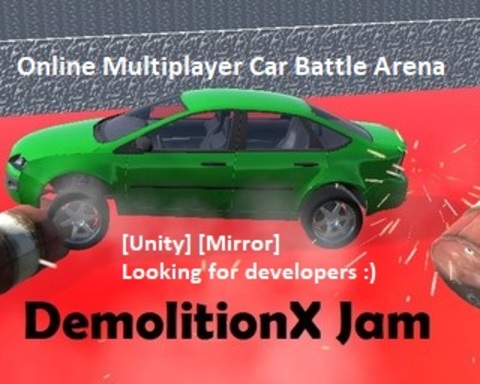 Online Multiplayer Car Battle Arena
[Unity] [Mirror]
Looking for developers :)
DemolitionX Jam